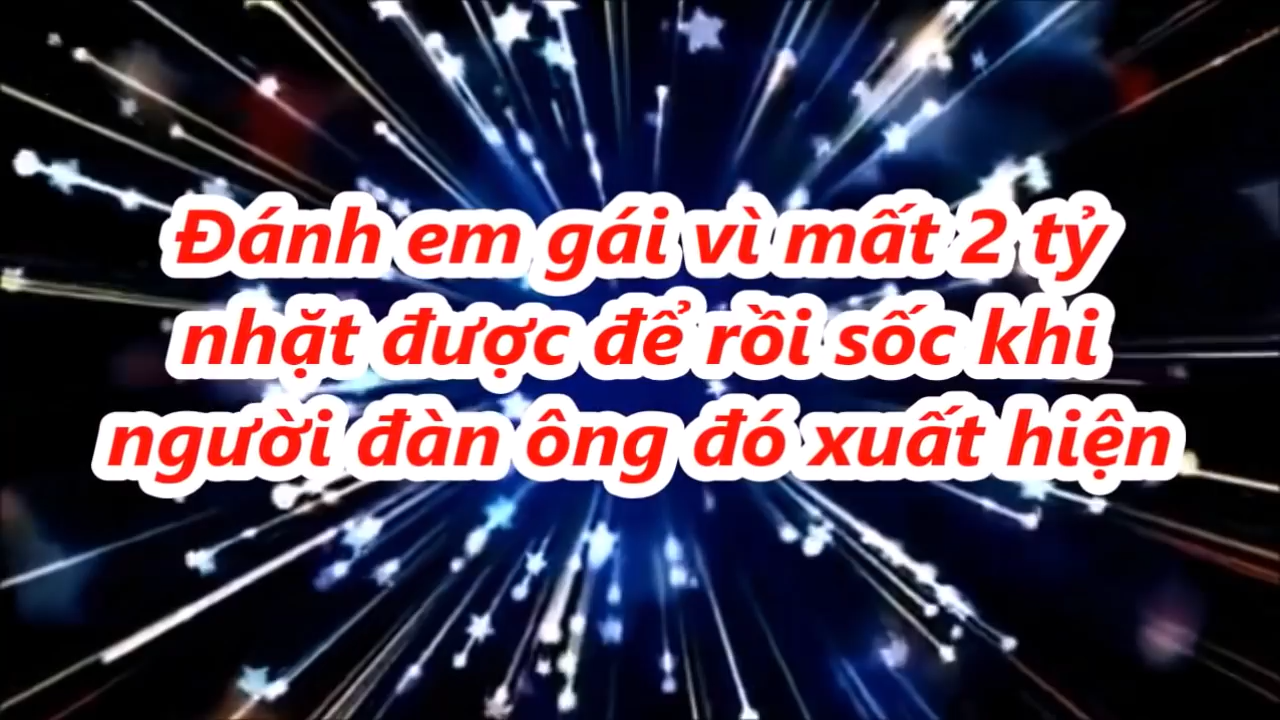 Đánh em gái vì mất 2 tỷ
nhặt được để rồi sốc khi
người đàn ông đó xuất hiện